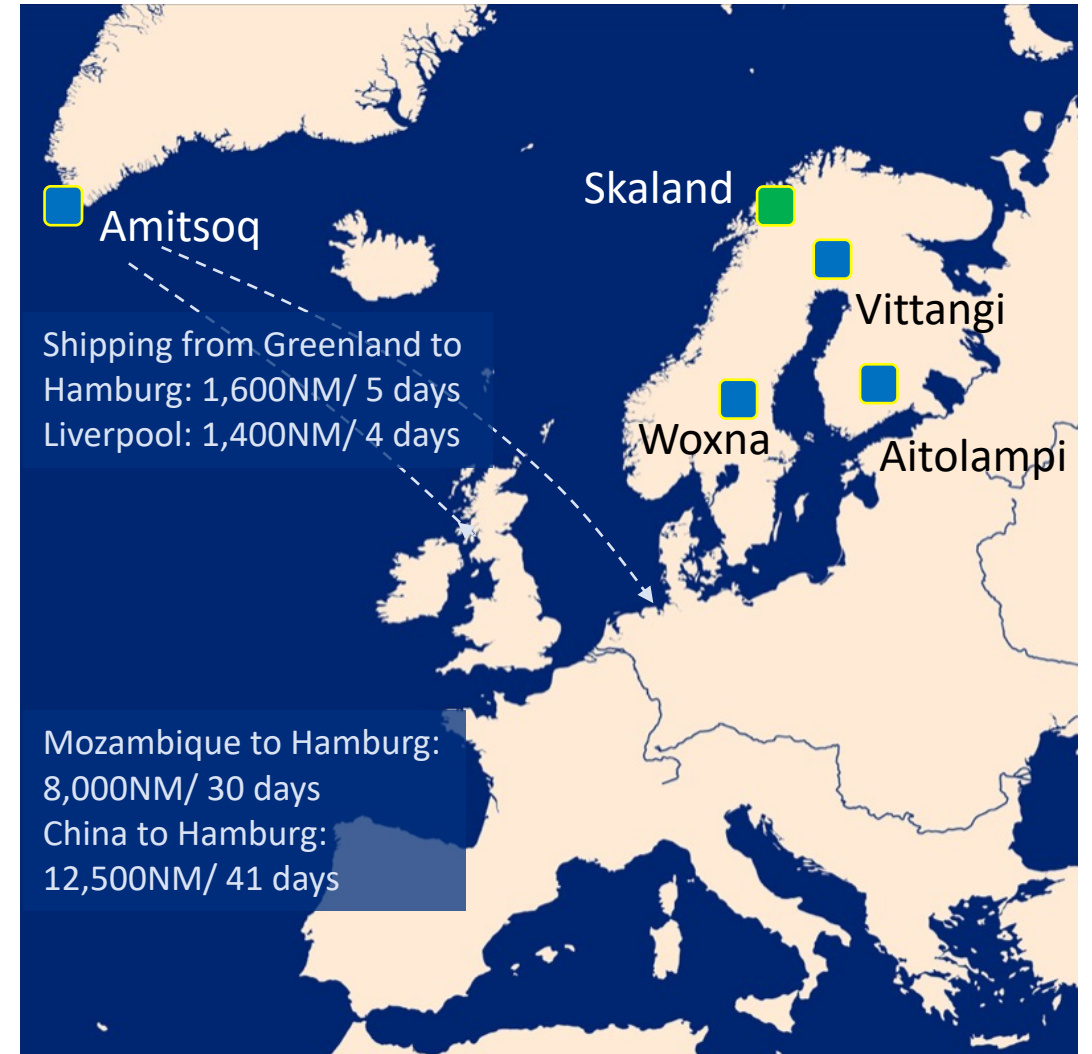 Skaland
Amitsoq
Vittangi
Shipping from Greenland to
Hamburg: 1,600NM/ 5 days
Liverpool: 1,400NM/ 4 days
Woxna
Aitolampi
Mozambique to Hamburg:
8,000NM/ 30 days
China to Hamburg:
12,500NM/ 41 days